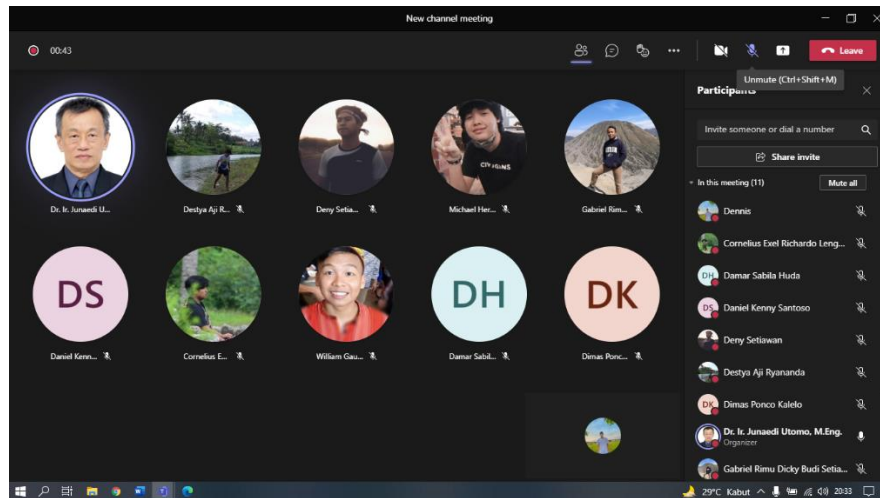 New channel meeting
00:43
Leave
Unmute (Ctrl+Shift+M)
Participants
Invite someone or dial a number
Share invite
In this meeting (11)
Mute all
Dennis
Cornelius Exel Richardo Leng...
DH Damar Sabila Huda
DS Daniel Kenny Santoso
Deny Setiawan
Destya Aji Ryananda
DK Dimas Ponco Kalelo
Dr. Ir. Junaedi Utomo, M.Eng.
Organizer
Gabriel Rimu Dicky Budi Setia...
Dr. Ir. Junaedi U...
Destya Aji R...
Deny Setia...
Michael Her...
Gabriel Rim...
DS
DH
DK
Daniel Kenn...
Cornelius E...
William Gau...
Damar Sabil...
Dimas Ponc...
29°C Kabut
20:33